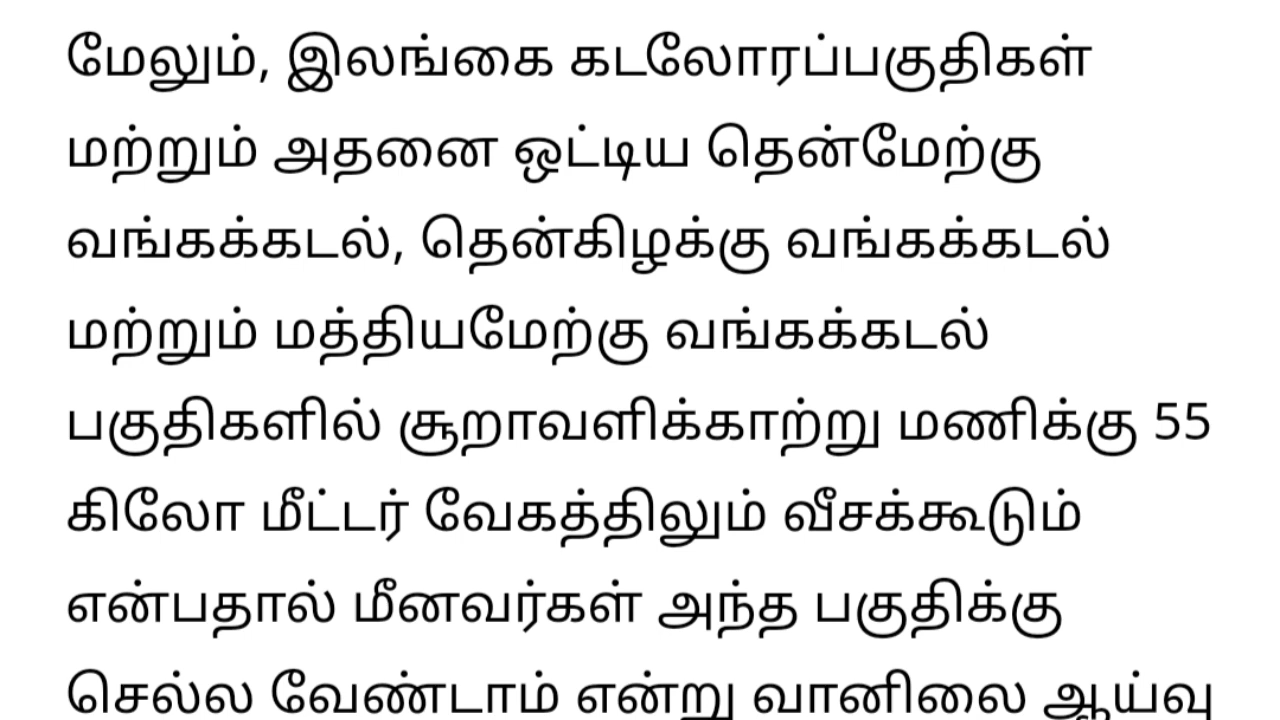 மேலும், இலங்கை கடலோரப்பகுதிகள்
மற்றும் அதனை ஒட்டிய தென்மேற்கு
வங்கக்கடல், தென்கிழக்கு வங்கக்கடல்
மற்றும் மத்தியமேற்கு வங்கக்கடல்
பகுதிகளில் சூறாவளிக்காற்று மணிக்கு 55
கிலோ மீட்டர் வேகத்திலும் வீசக்கூடும்
என்பதால் மீனவர்கள் அந்த பகுதிக்கு
செல்ல வேண்டாம் என்று வானிலை ஆய்வு